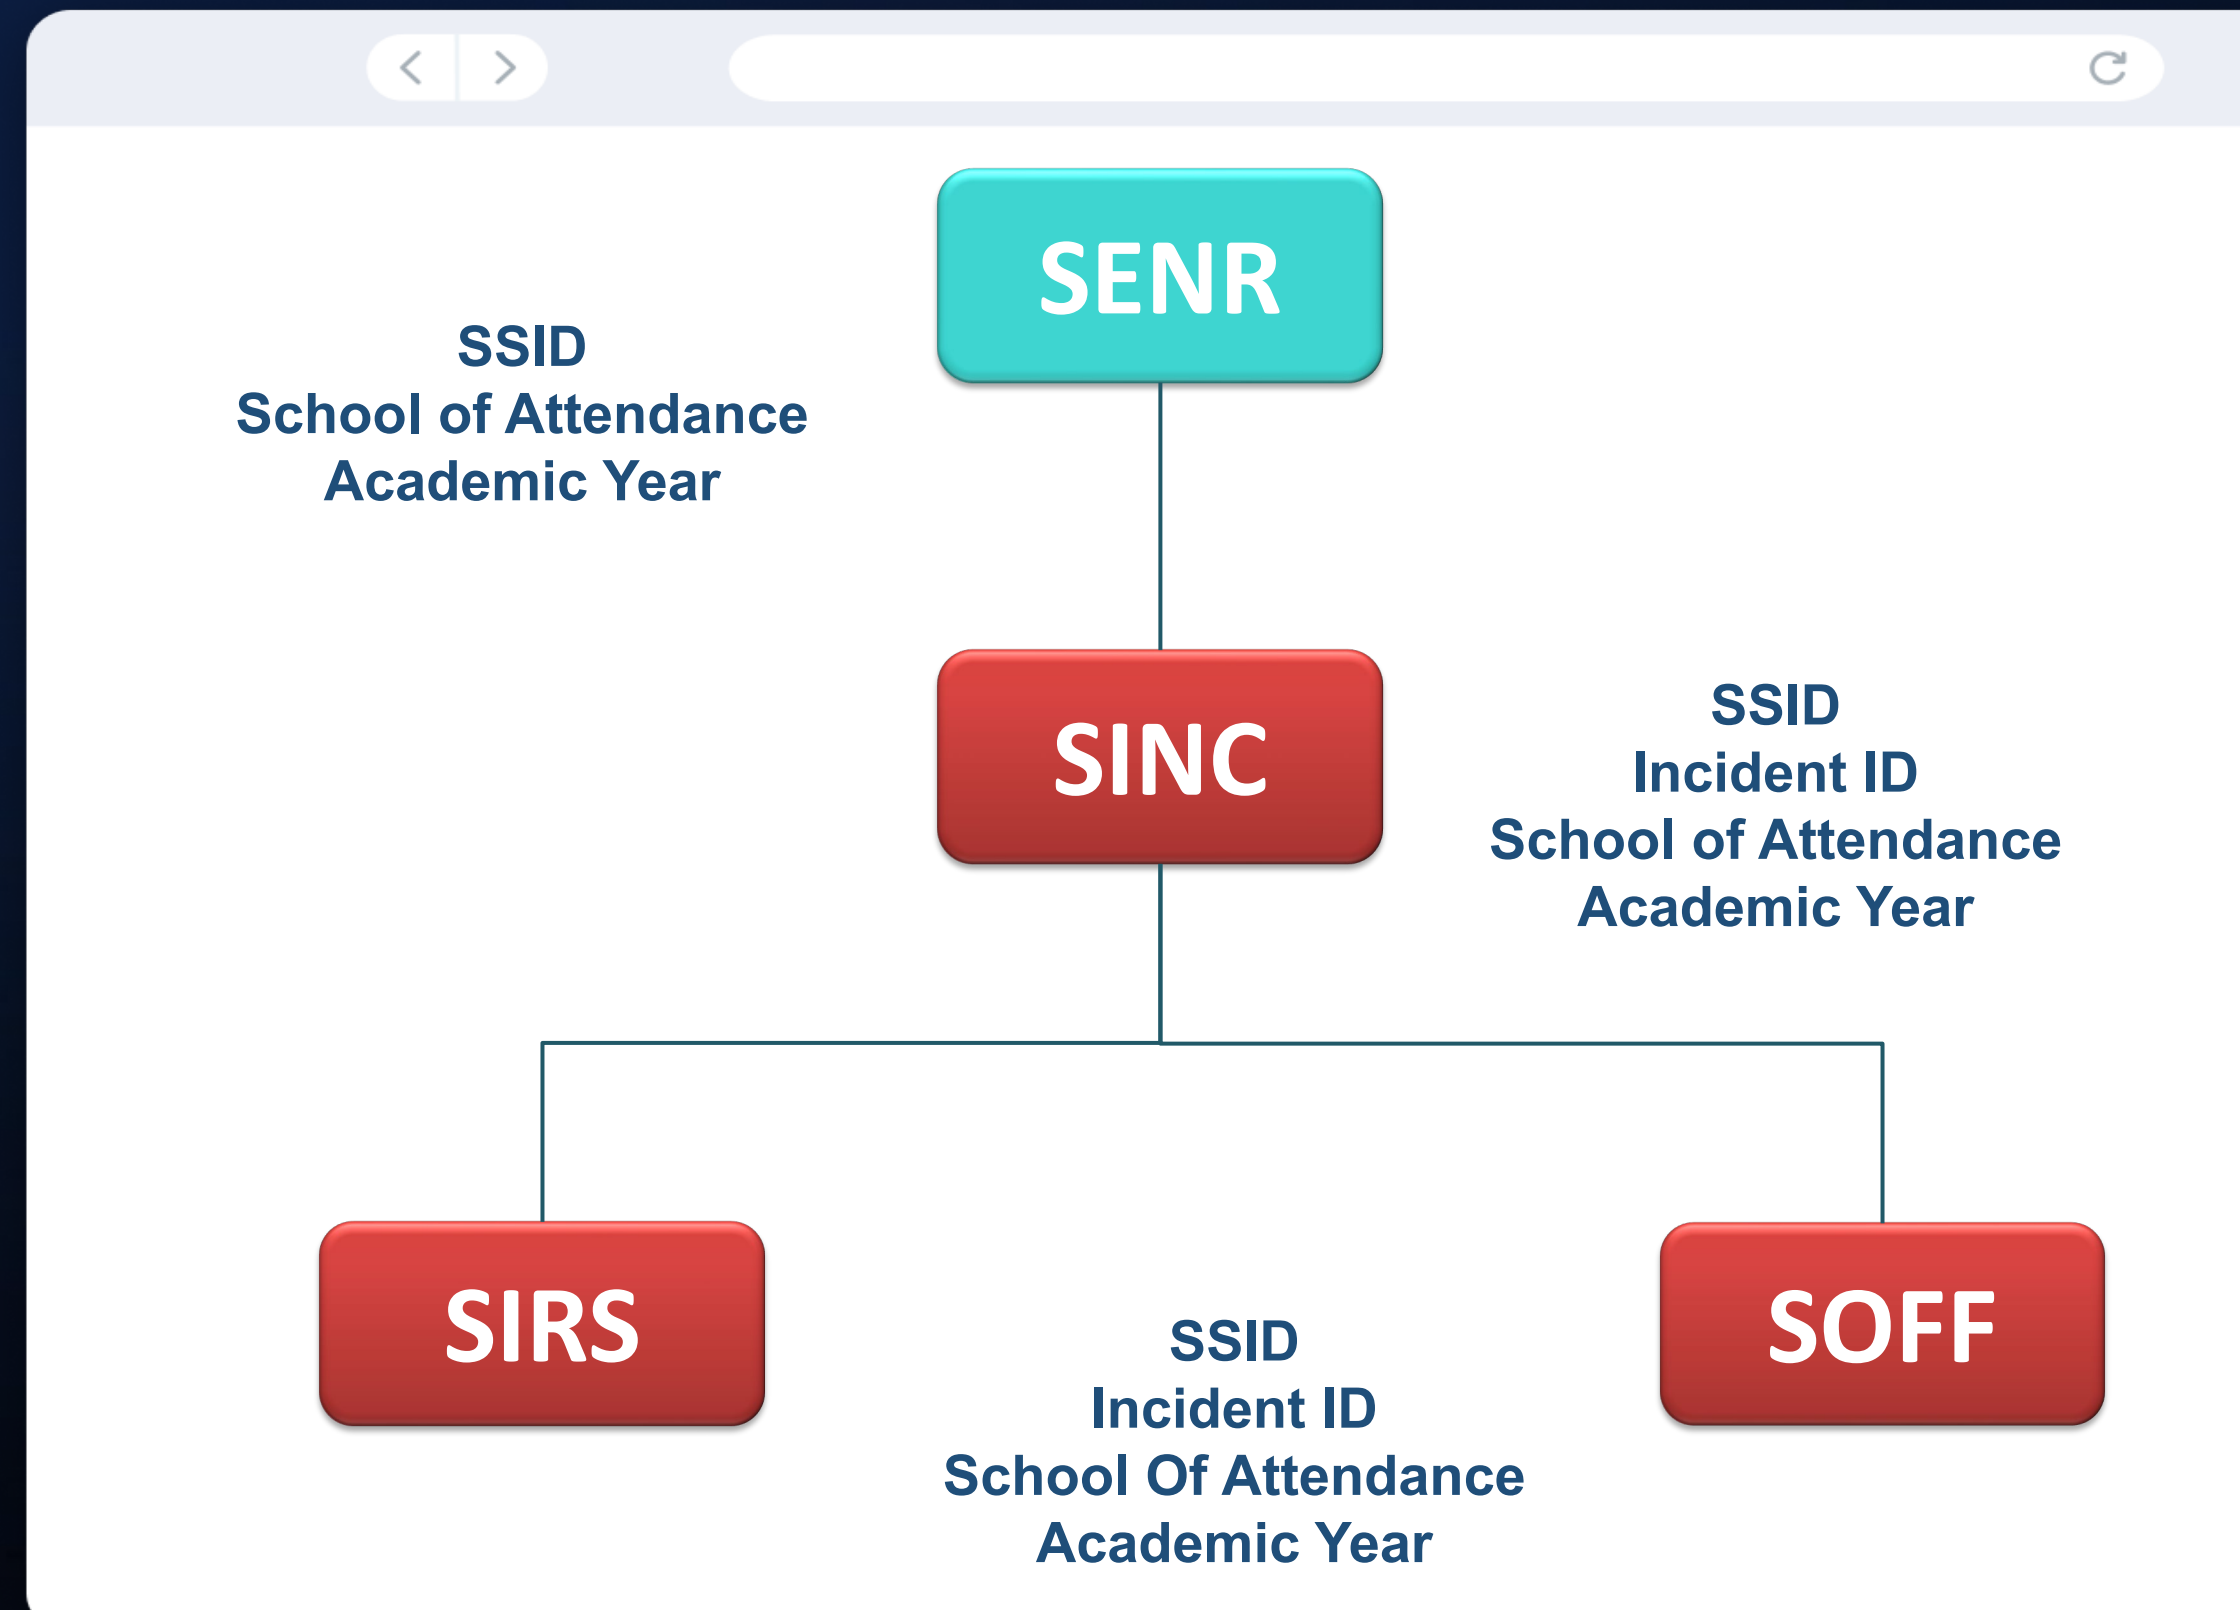 SENR
SSID
School of Attendance
Academic Year
SINC
SSID
Incident ID
School of Attendance
Academic Year
SIRS
SSID
Incident ID
School Of Attendance
Academic Year
SOFF